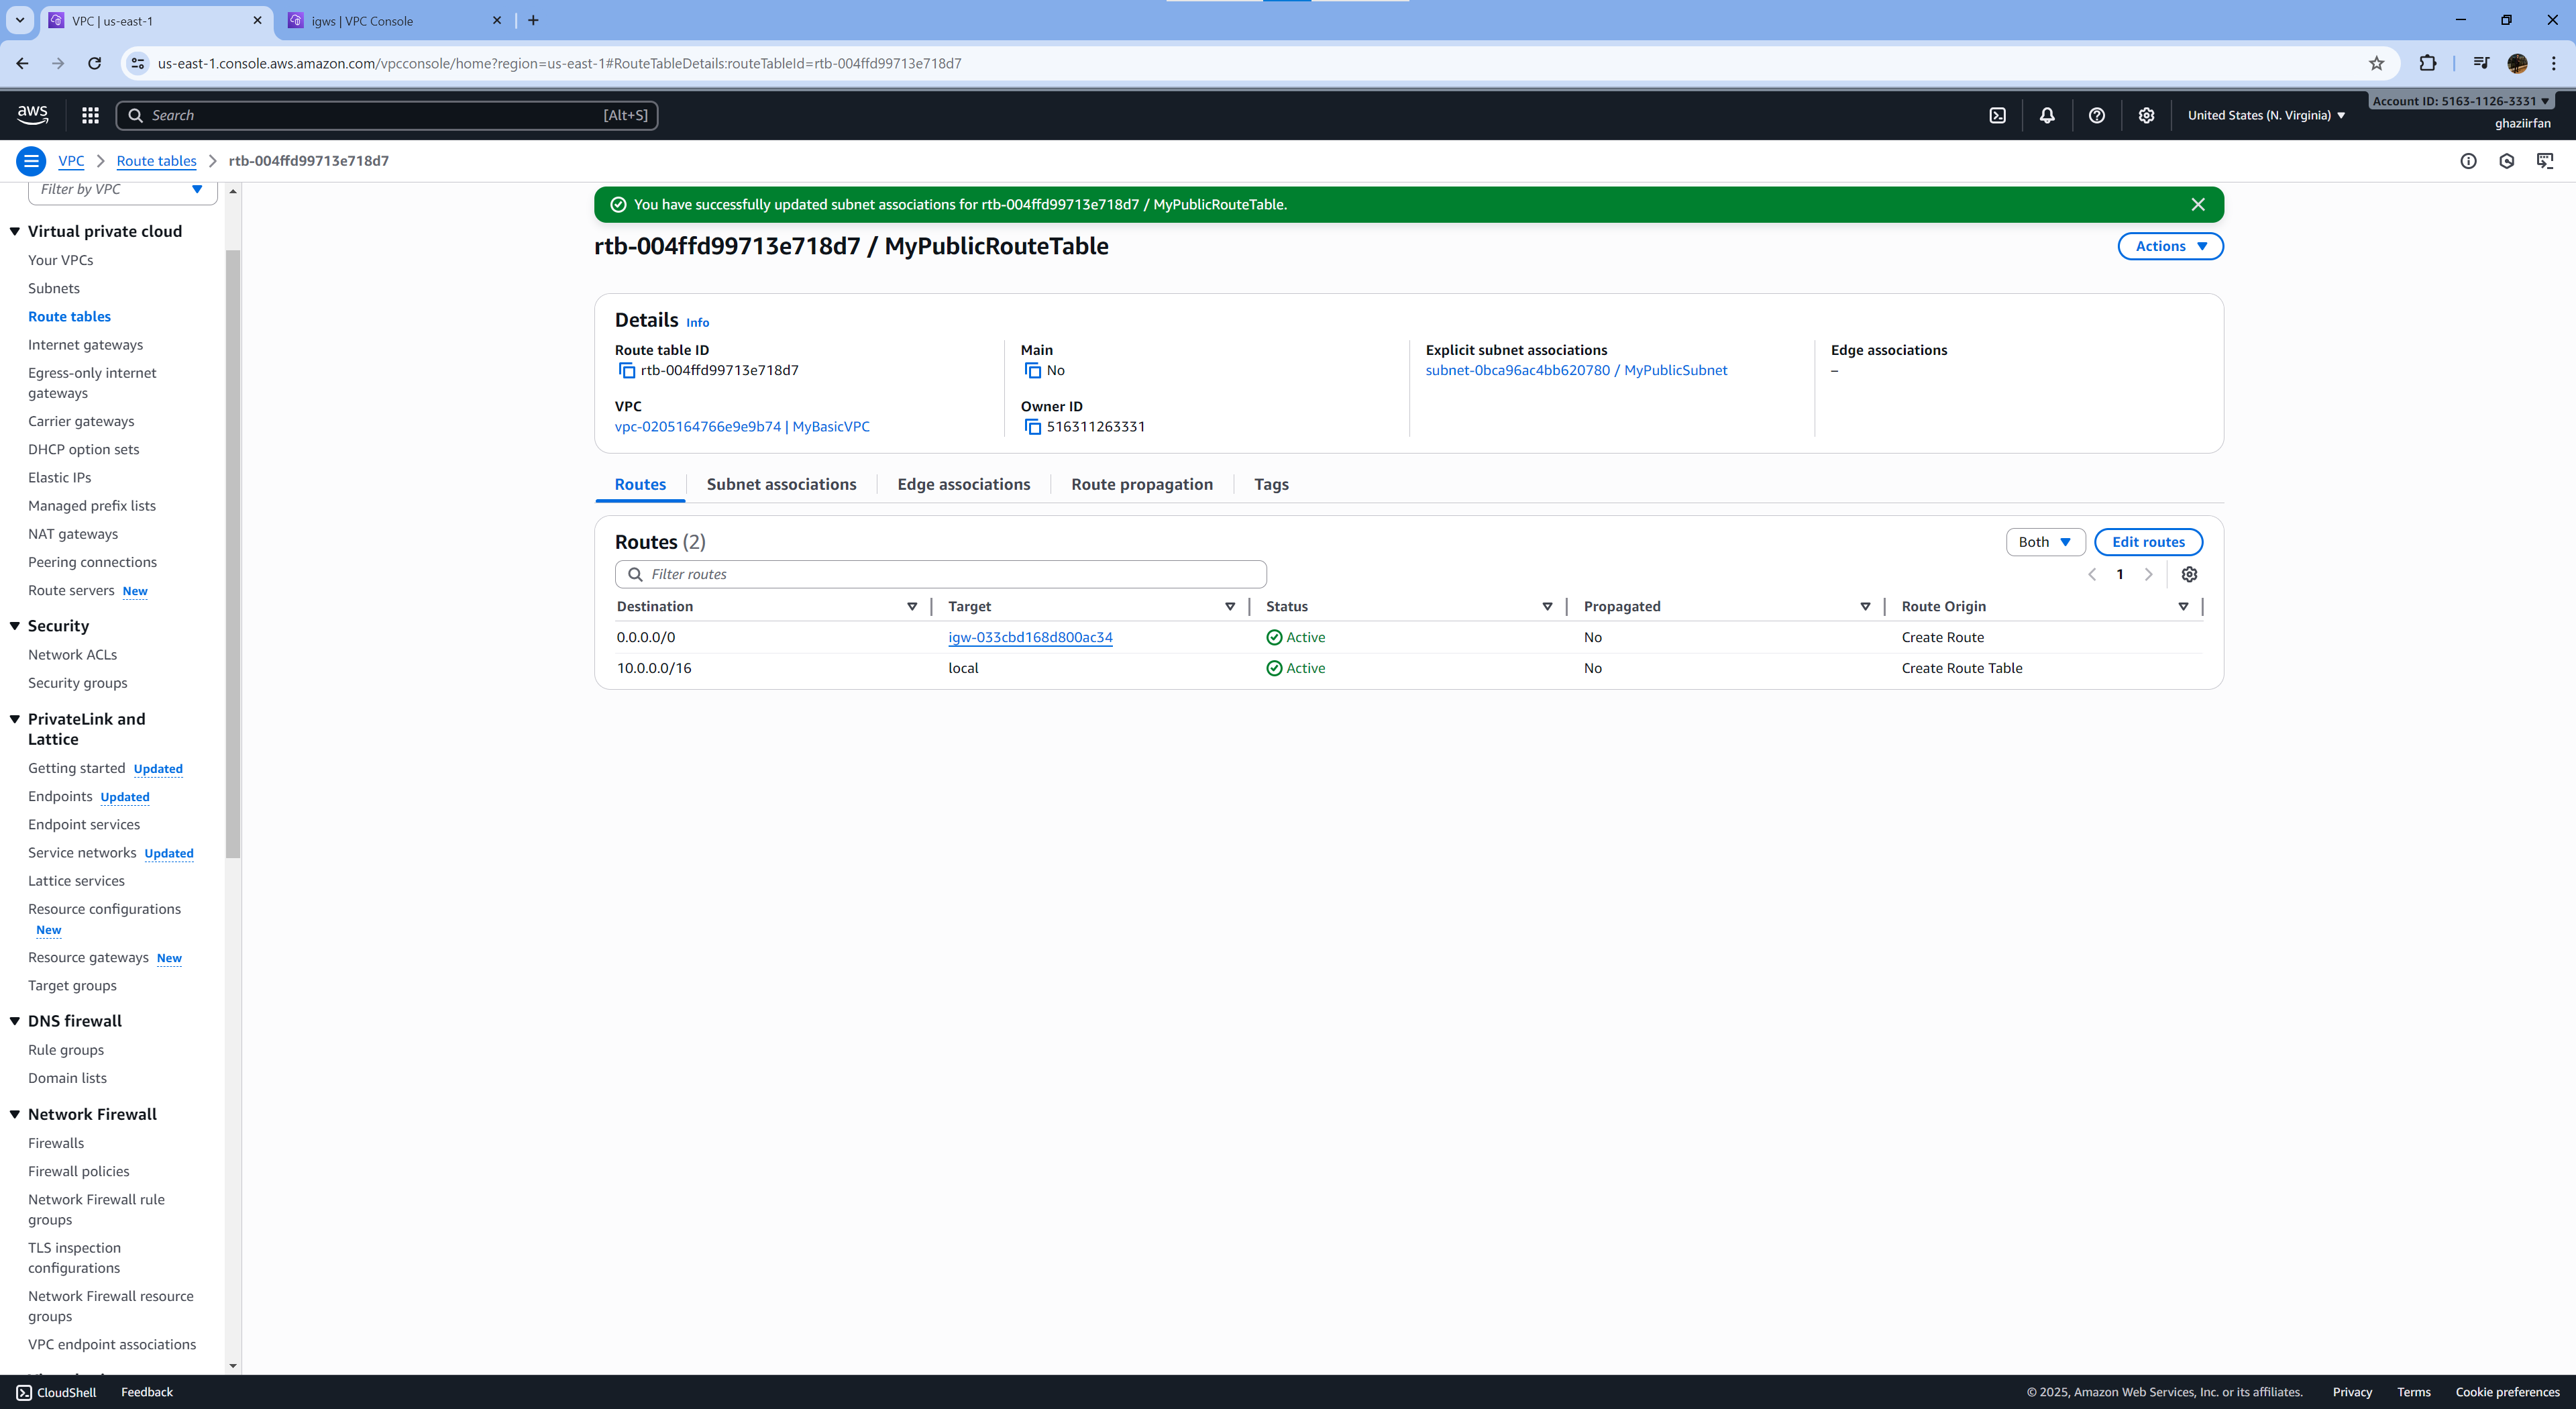 VPC | us-east-1
igws | VPC Console
us-east-1.console.aws.amazon.com/vpcconsole/home?region=us-east-1#RouteTableDetails:routeTableId=rtb-004ffd99713e718d7
aws
Search
[Alt+S]
United States (N. Virginia)
Account ID: 5163-1126-3331
ghaziirfan
VPC
Route tables
rtb-004ffd99713e718d7
Filter by VPC
Virtual private cloud
Your VPCs
Subnets
Route tables
Internet gateways
Egress-only internet
gateways
Carrier gateways
DHCP option sets
Elastic IPs
Managed prefix lists
NAT gateways
Peering connections
Route servers New
Security
Network ACLs
Security groups
PrivateLink and
Lattice
Getting started Updated
Endpoints Updated
Endpoint services
Service networks Updated
Lattice services
Resource configurations
New
Resource gateways New
Target groups
DNS firewall
Rule groups
Domain lists
Network Firewall
Firewalls
Firewall policies
Network Firewall rule
groups
TLS inspection
configurations
Network Firewall resource
groups
VPC endpoint associations
You have successfully updated subnet associations for rtb-004ffd99713e718d7 / MyPublicRouteTable.
rtb-004ffd99713e718d7 / MyPublicRouteTable
Actions
Details Info
Route table ID
rtb-004ffd99713e718d7
Main
No
Explicit subnet associations
subnet-0bca96ac4bb620780 / MyPublicSubnet
Edge associations
–
VPC
vpc-0205164766e9e9b74 | MyBasicVPC
Owner ID
516311263331
Routes
Subnet associations
Edge associations
Route propagation
Tags
Routes (2)
Both
Edit routes
Filter routes
1
Destination Target Status Propagated Route Origin
0.0.0.0/0 igw-033cbd168d800ac34 Active No Create Route
10.0.0.0/16 local Active No Create Route Table
CloudShell
Feedback
© 2025, Amazon Web Services, Inc. or its affiliates.
Privacy
Terms
Cookie preferences